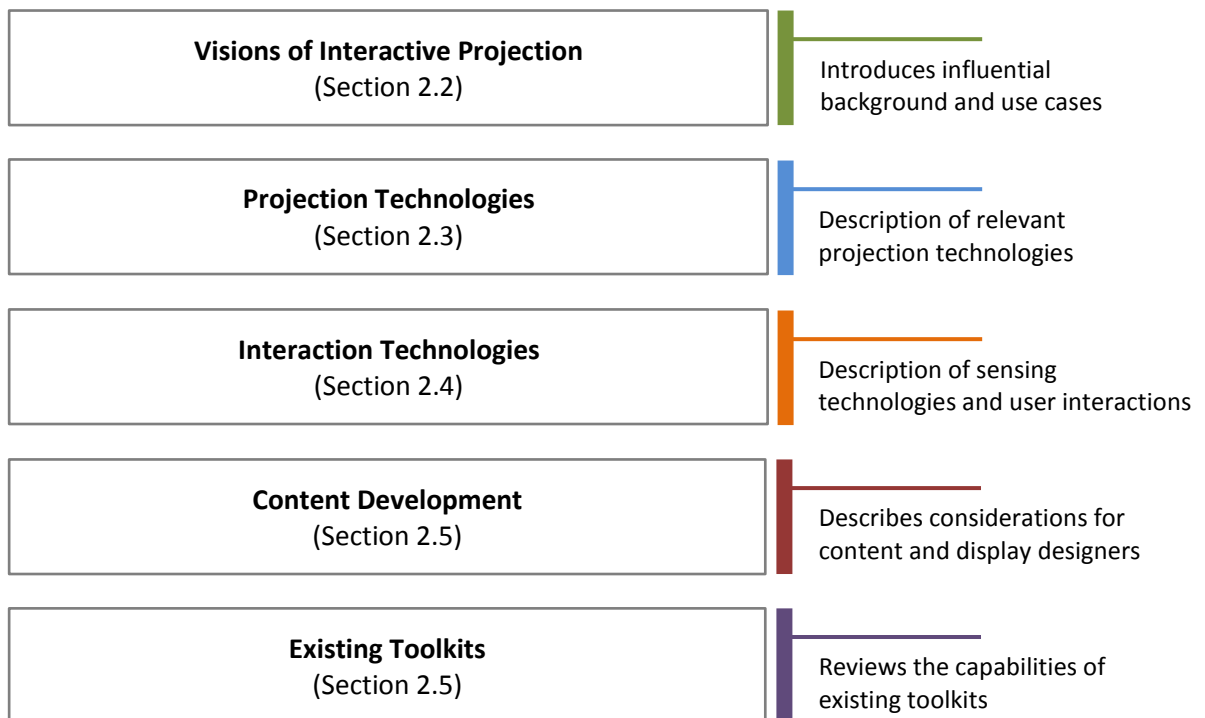 Visions of Interactive Projection
(Section 2.2)
Introduces influential
background and use cases
Projection Technologies
(Section 2.3)
Description of relevant
projection technologies
Interaction Technologies
(Section 2.4)
Description of sensing
technologies and user interactions
Content Development
(Section 2.5)
Describes considerations for
content and display designers
Existing Toolkits
(Section 2.5)
Reviews the capabilities of
existing toolkits